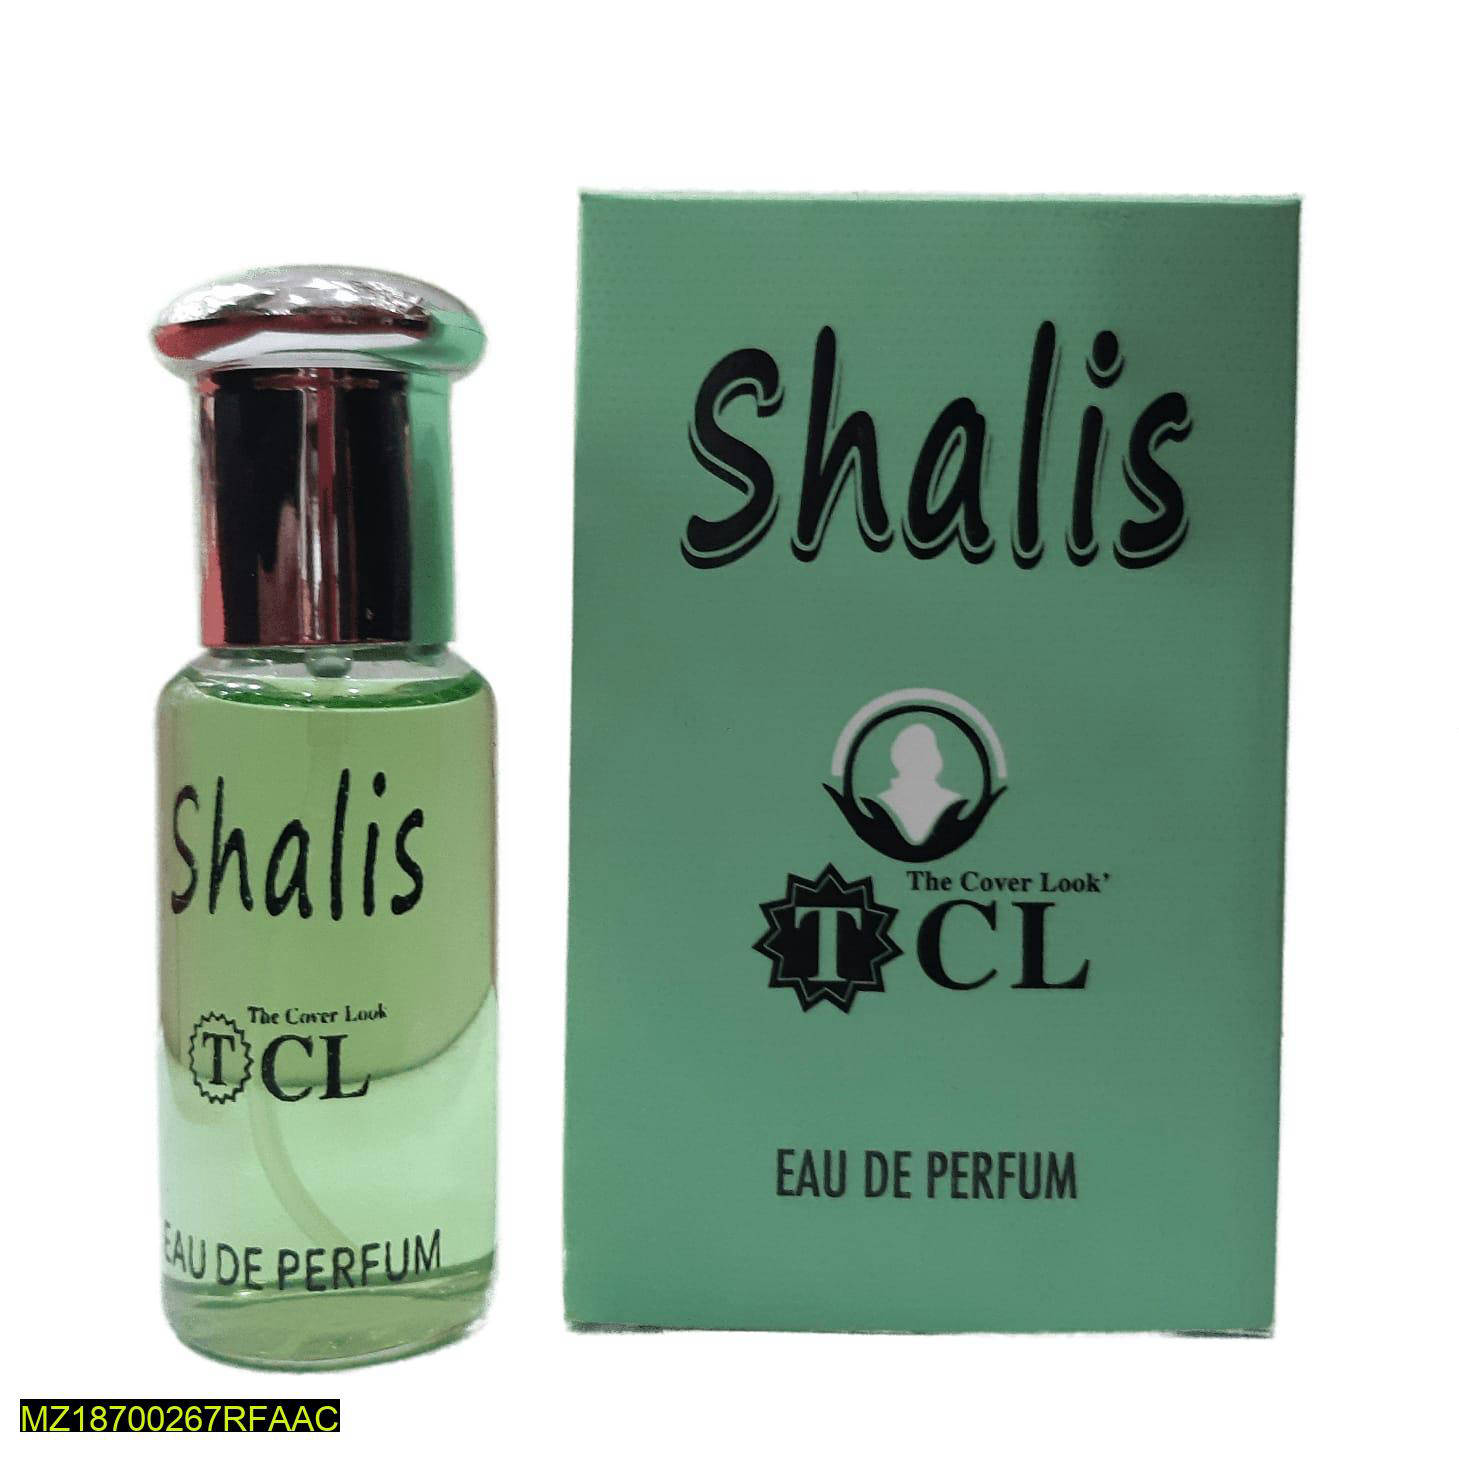 Shalis
The Cover Look
TCL
EAU DE PERFUM
Shalis
The Cover Look'
TCL
EAU DE PERFUM
MZ18700267RFAAC